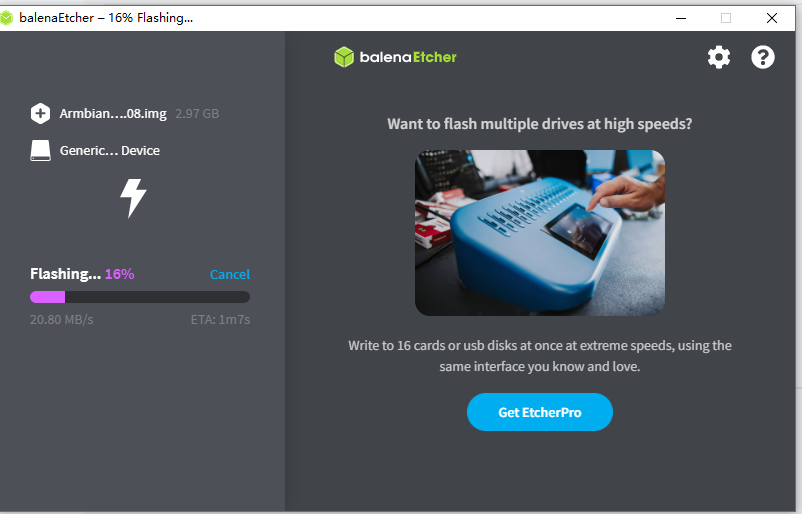 balenaEtcher – 16% Flashing...
balenaEtcher
Armbian....08.img 2.97 GB
Generic... Device
Flashing... 16% Cancel
20.80 MB/s ETA: 1m7s
Want to flash multiple drives at high speeds?
Write to 16 cards or usb disks at once at extreme speeds, using the
same interface you know and love.
Get EtcherPro